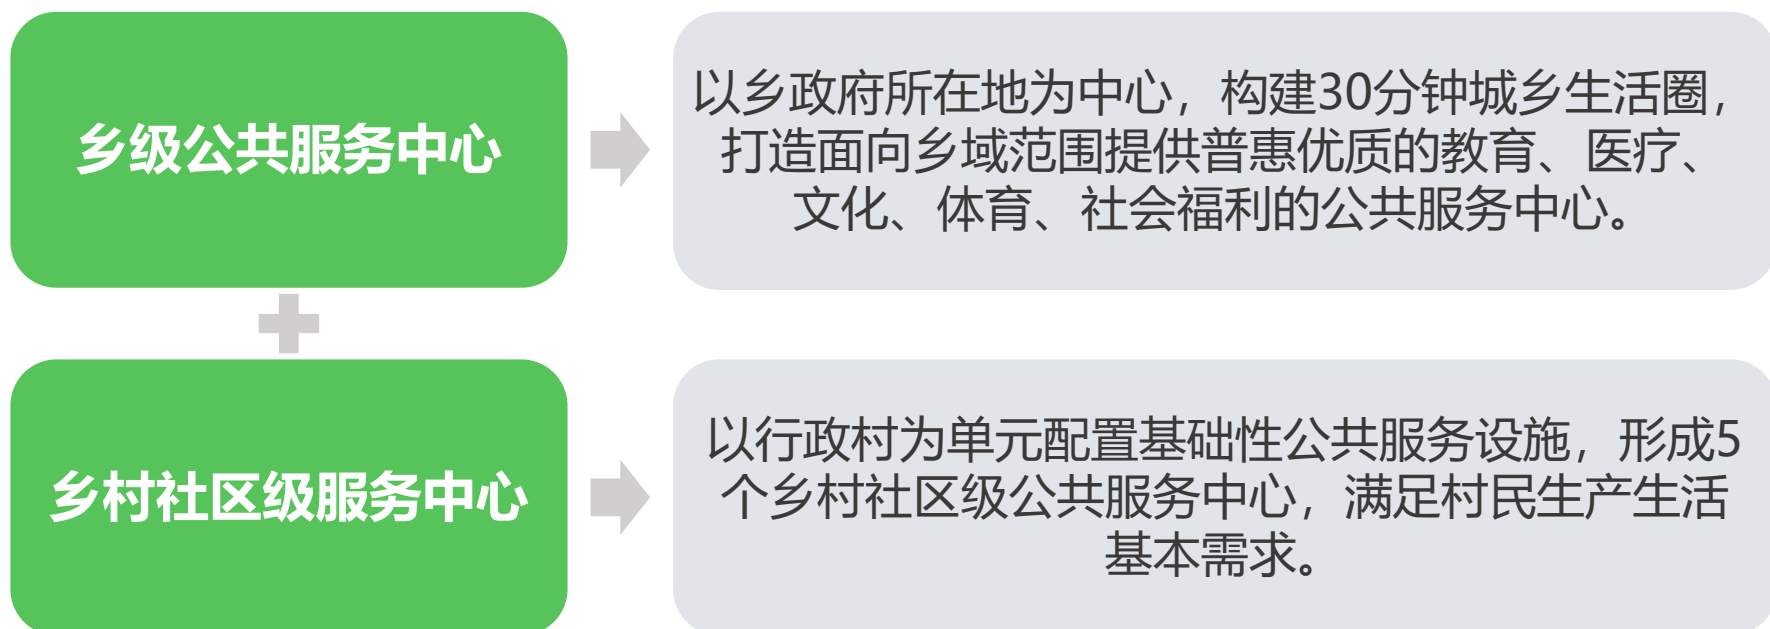 乡级公共服务中心
以乡政府所在地为中心，构建30分钟城乡生活圈，
打造面向乡域范围提供普惠优质的教育、医疗、
文化、体育、社会福利的公共服务中心。
乡村社区级服务中心
以行政村为单元配置基础性公共服务设施，形成5
个乡村社区级公共服务中心，满足村民生产生活
基本需求。